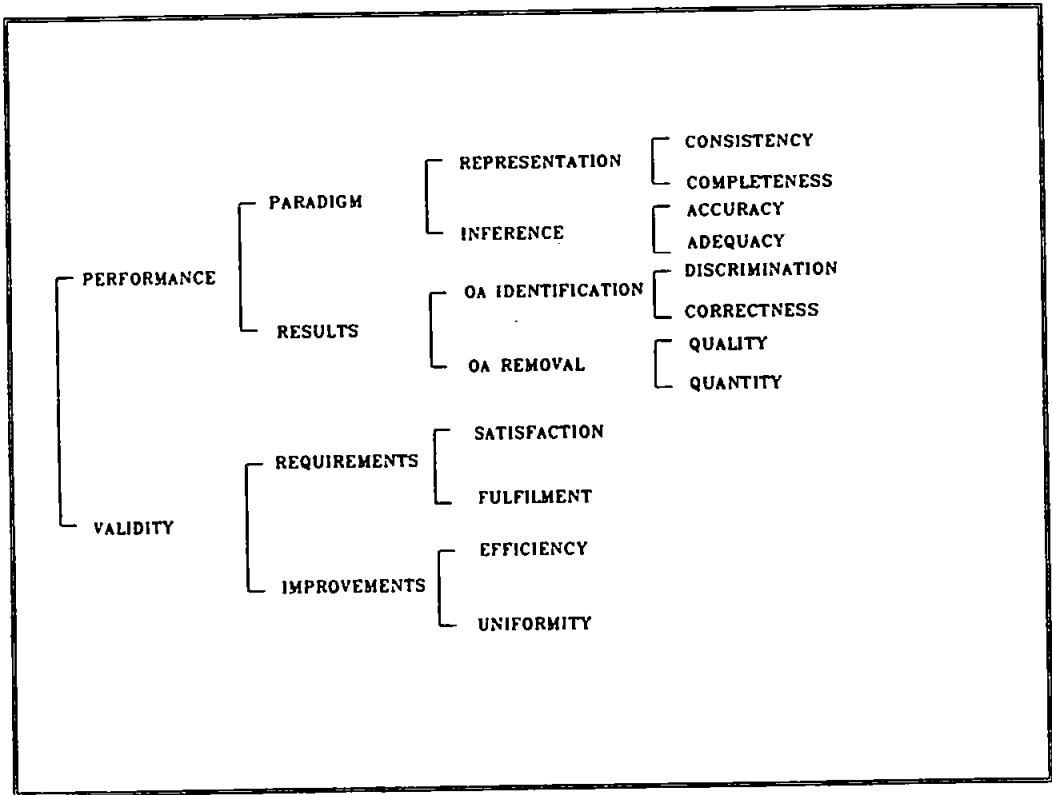 CONSISTENCY
REPRESENTATION
COMPLETENESS
PARADIGM
ACCURACY
INFERENCE
ADEQUACY
PERFORMANCE
DISCRIMINATION
OA IDENTIFICATION
CORRECTNESS
RESULTS
QUALITY
OA REMOVAL
QUANTITY
SATISFACTION
REQUIREMENTS
FULFILMENT
VALIDITY
EFFICIENCY
IMPROVEMENTS
UNIFORMITY